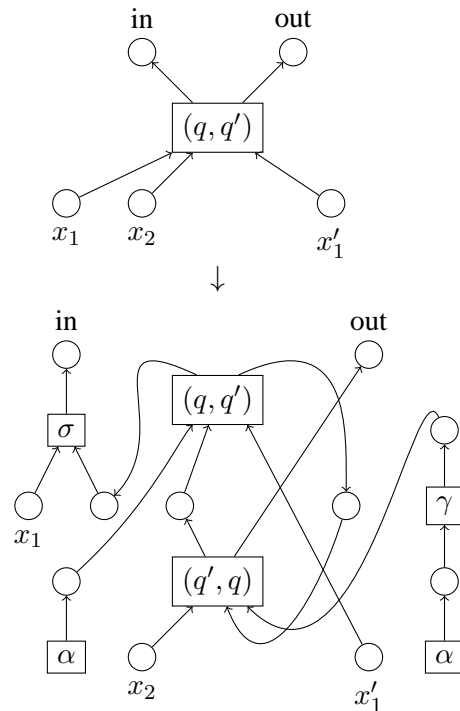 in out
(q, q′)
x₁ x₂ x′₁
↓
in out
(q, q′)
σ
γ
x₁
(q′, q)
α α
x₂ x′₁